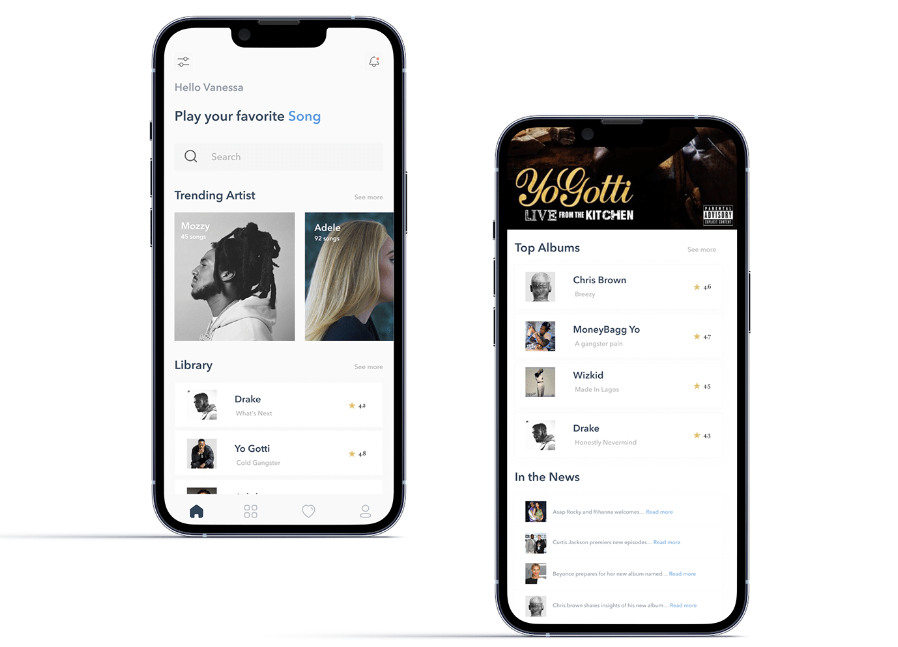 Hello Vanessa
Play your favorite Song
Search
Trending Artist
See more
Mozzy
45 songs
Adele
92 songs
Library
See more
Drake
What's Next
4.2
Yo Gotti
Cold Gangster
4.8
Yo Gotti
LIVE FROM THE KITCHEN
PARENTAL
ADVISORY
EXPLICIT CONTENT
Top Albums
See more
Chris Brown
Breezy
4.6
MoneyBagg Yo
A gangster pain
4.7
Wizkid
Made In Lagos
4.5
Drake
Honestly Nevermind
4.3
In the News
Asap Rocky and Rihanna welcomes... Read more
Curtis Jackson premiers new episodes... Read more
Beyonce prepares for her new album named... Read more
Chris brown shares insights of his new album... Read more